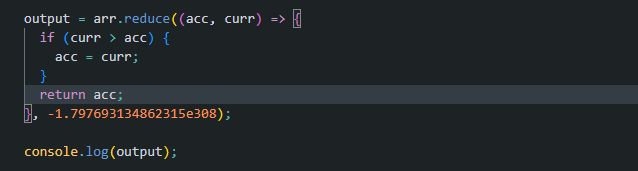 output = arr.reduce((acc, curr) => {
if (curr > acc) {
acc = curr;
}
return acc;
}, -1.797693134862315e308);
console.log(output);